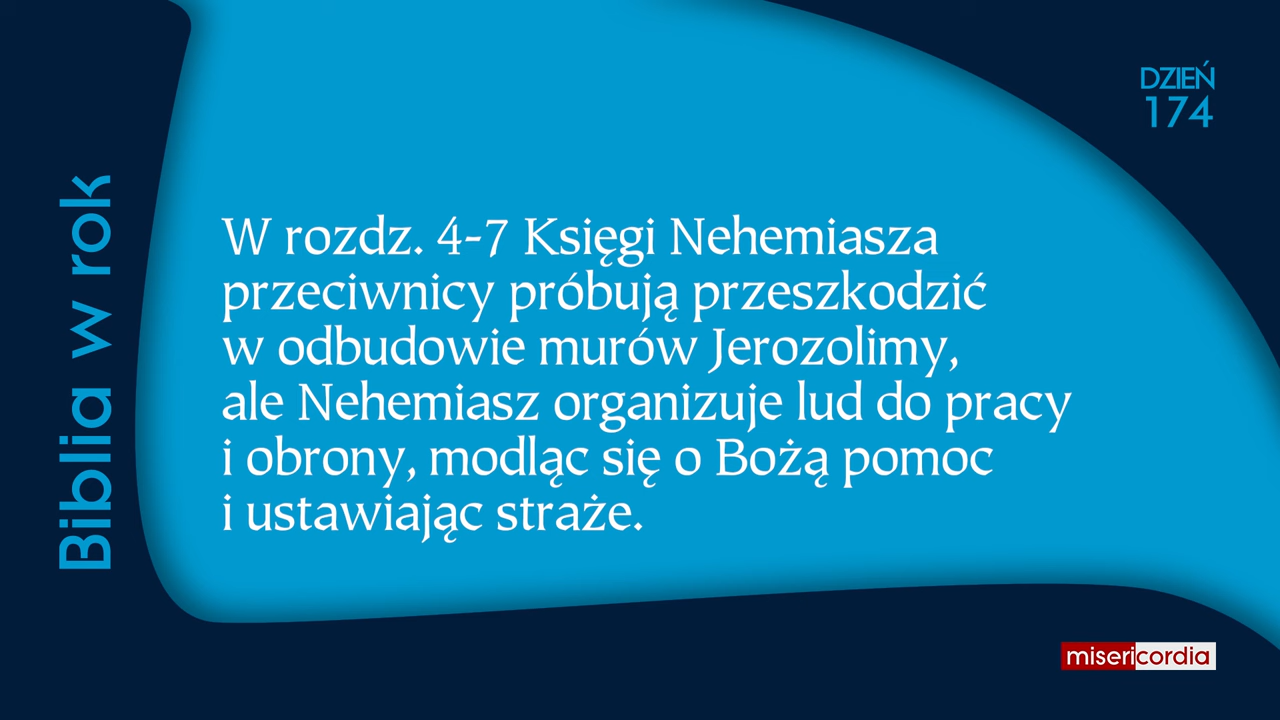 Biblia w rok
DZIEŃ
174
W rozdz. 4-7 Księgi Nehemiasza
przeciwnicy próbują przeszkodzić
w odbudowie murów Jerozolimy,
ale Nehemiasz organizuje lud do pracy
i obrony, modląc się o Bożą pomoc
i ustawiając straże.
misericordia